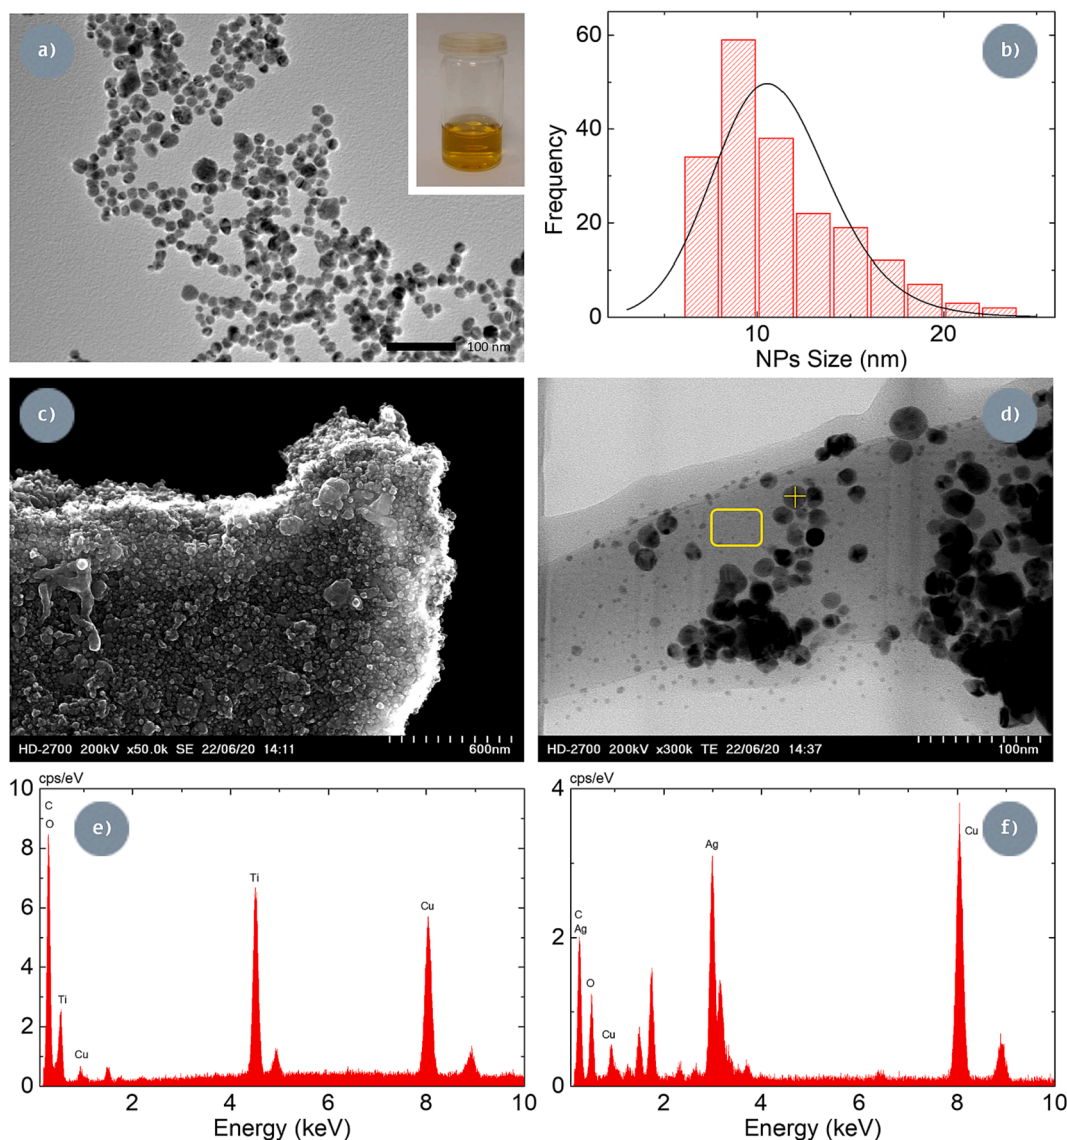 a)
100 nm
b)
60
40
20
0
Frequency
10
20
NPs Size (nm)
c)
HD-2700 200kV x50.0k SE 22/06/20 14:11
600nm
d)
HD-2700 200kV x300k TE 22/06/20 14:37
100nm
e)
cps/eV
10
8
6
4
2
0
C
O
Ti
Cu
Ti
Cu
2
4
6
8
10
Energy (keV)
f)
cps/eV
4
2
0
C
Ag
O
Cu
Ag
Cu
2
4
6
8
10
Energy (keV)